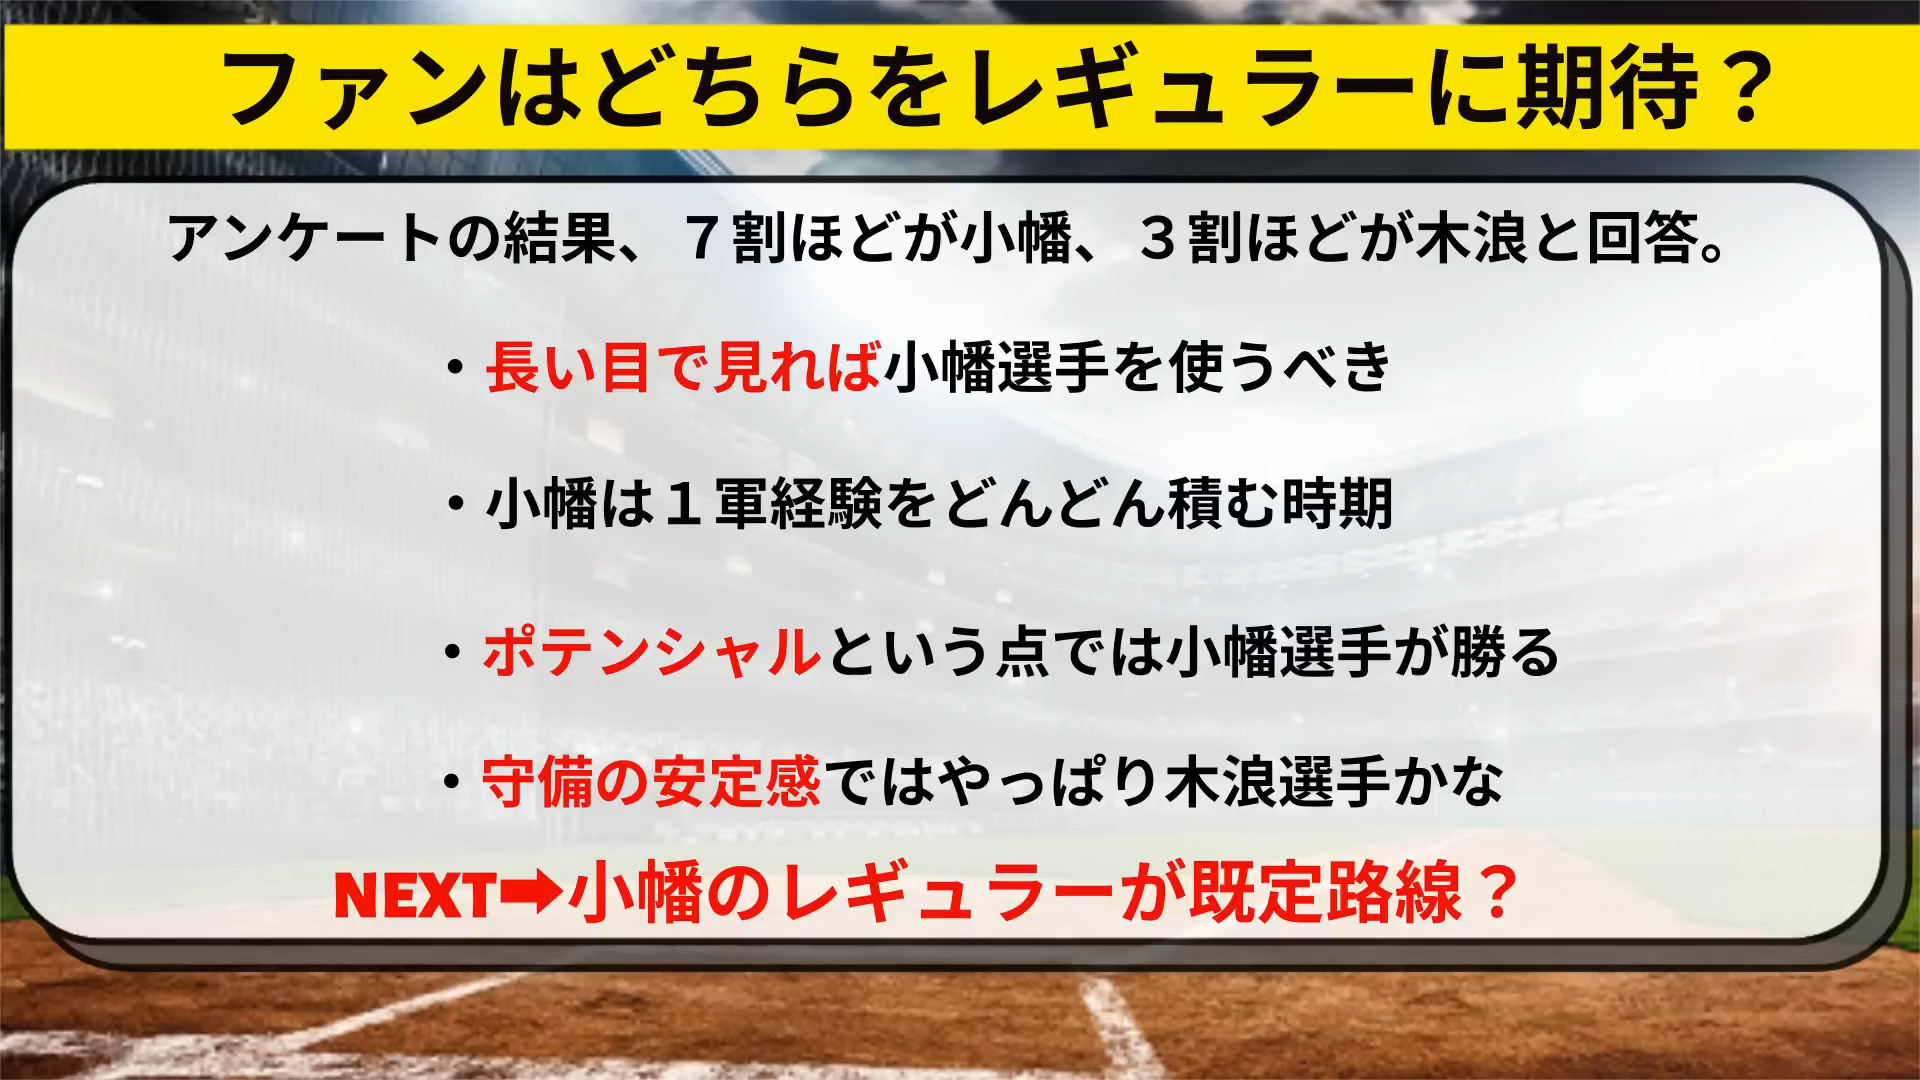 ファンはどちらをレギュラーに期待？
アンケートの結果、７割ほどが小幡、３割ほどが木浪と回答。
・長い目で見れば小幡選手を使うべき
・小幡は１軍経験をどんどん積む時期
・ポテンシャルという点では小幡選手が勝る
・守備の安定感ではやっぱり木浪選手かな
NEXT➡小幡のレギュラーが既定路線？